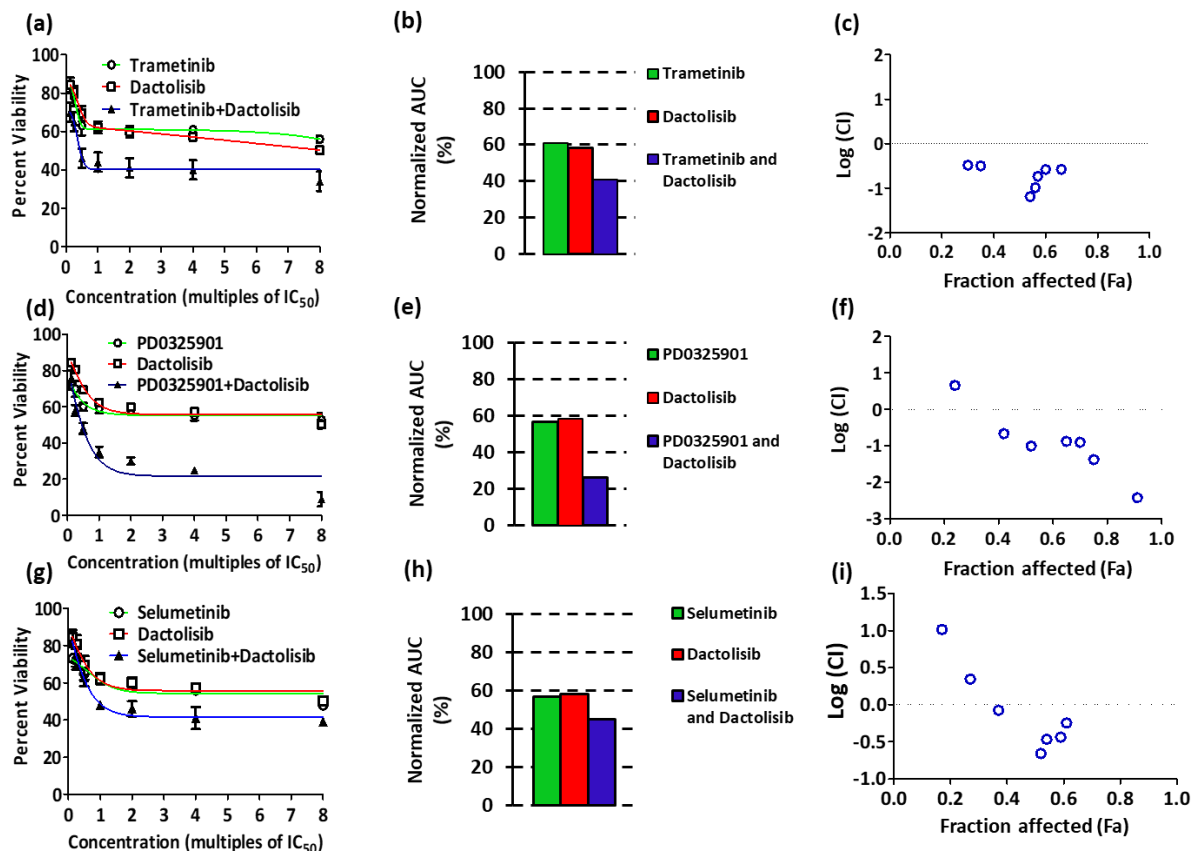 (a)
Percent Viability
100
80
60
40
20
0
Trametinib
Dactolisib
Trametinib+Dactolisib
0 1 2 3 4 5 6 7 8
Concentration (multiples of IC50)
(b)
Normalized AUC
(%)
100
80
60
40
20
0
Trametinib
Dactolisib
Trametinib and
Dactolisib
(c)
Log (CI)
2
1
0
-1
-2
0.0 0.2 0.4 0.6 0.8 1.0
Fraction affected (Fa)
(d)
Percent Viability
100
80
60
40
20
0
PD0325901
Dactolisib
PD0325901+Dactolisib
0 1 2 3 4 5 6 7 8
Concentration (multiples of IC50)
(e)
Normalized AUC
(%)
100
80
60
40
20
0
PD0325901
Dactolisib
PD0325901 and
Dactolisib
(f)
Log (CI)
2
1
0
-1
-2
-3
0.0 0.2 0.4 0.6 0.8 1.0
Fraction affected (Fa)
(g)
Percent Viability
100
80
60
40
20
0
Selumetinib
Dactolisib
Selumetinib+Dactolisib
0 1 2 3 4 5 6 7 8
Concentration (multiples of IC50)
(h)
Normalized AUC
(%)
100
80
60
40
20
0
Selumetinib
Dactolisib
Selumetinib
and Dactolisib
(i)
Log (CI)
1.5
1.0
0.5
0.0
-0.5
-1.0
0.0 0.2 0.4 0.6 0.8 1.0
Fraction affected (Fa)